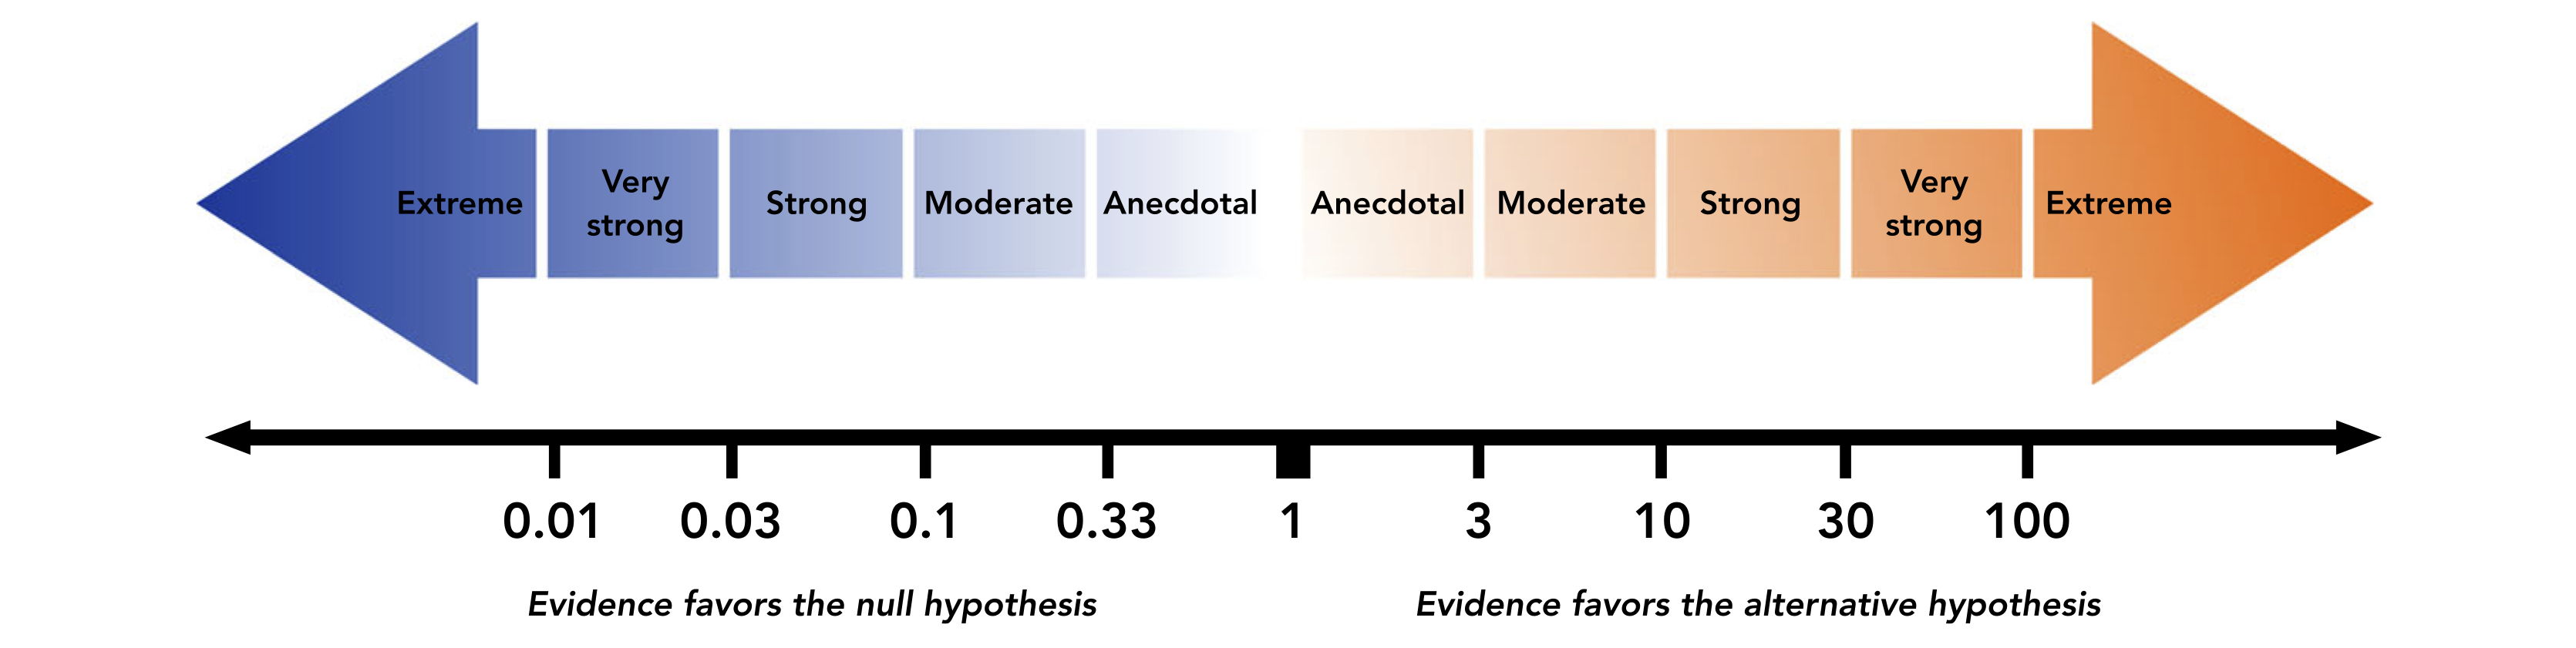 Extreme
Very
strong
Strong
Moderate
Anecdotal
Anecdotal
Moderate
Strong
Very
strong
Extreme
0.01
0.03
0.1
0.33
1
3
10
30
100
Evidence favors the null hypothesis
Evidence favors the alternative hypothesis